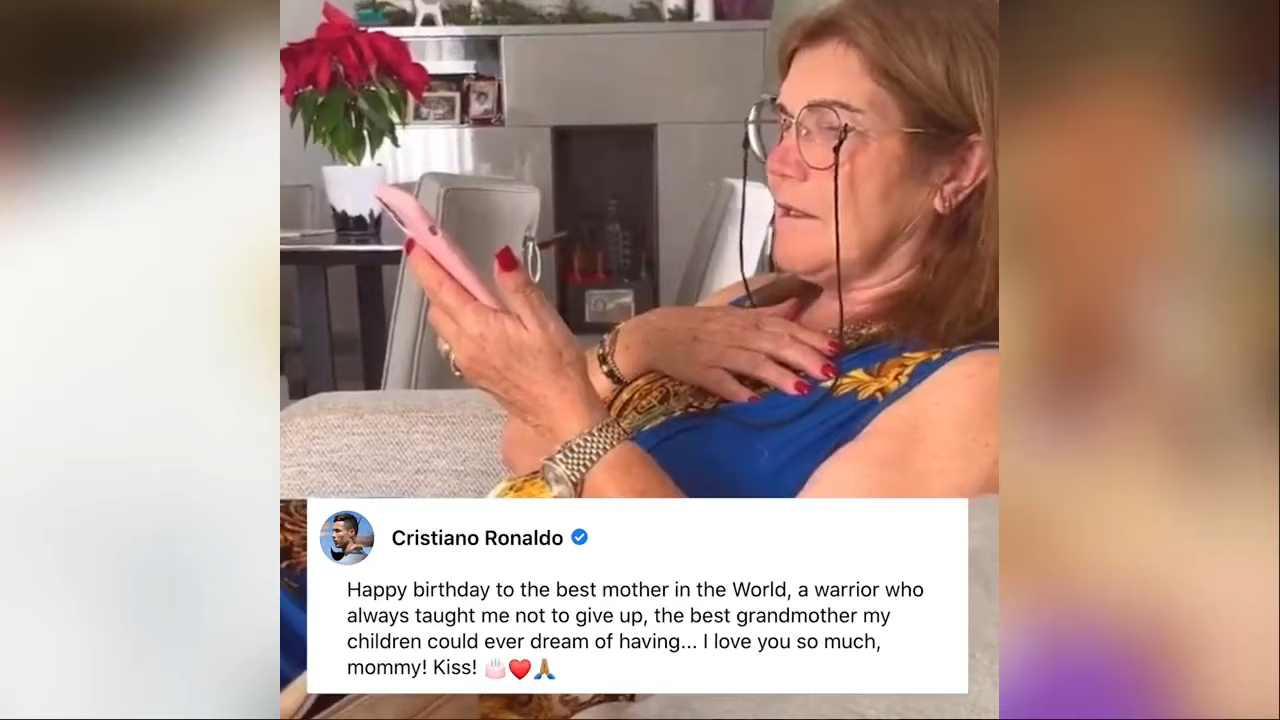 Cristiano Ronaldo
Happy birthday to the best mother in the World, a warrior who
always taught me not to give up, the best grandmother my
children could ever dream of having... I love you so much,
mommy! Kiss! 🎂❤️🙏🏽